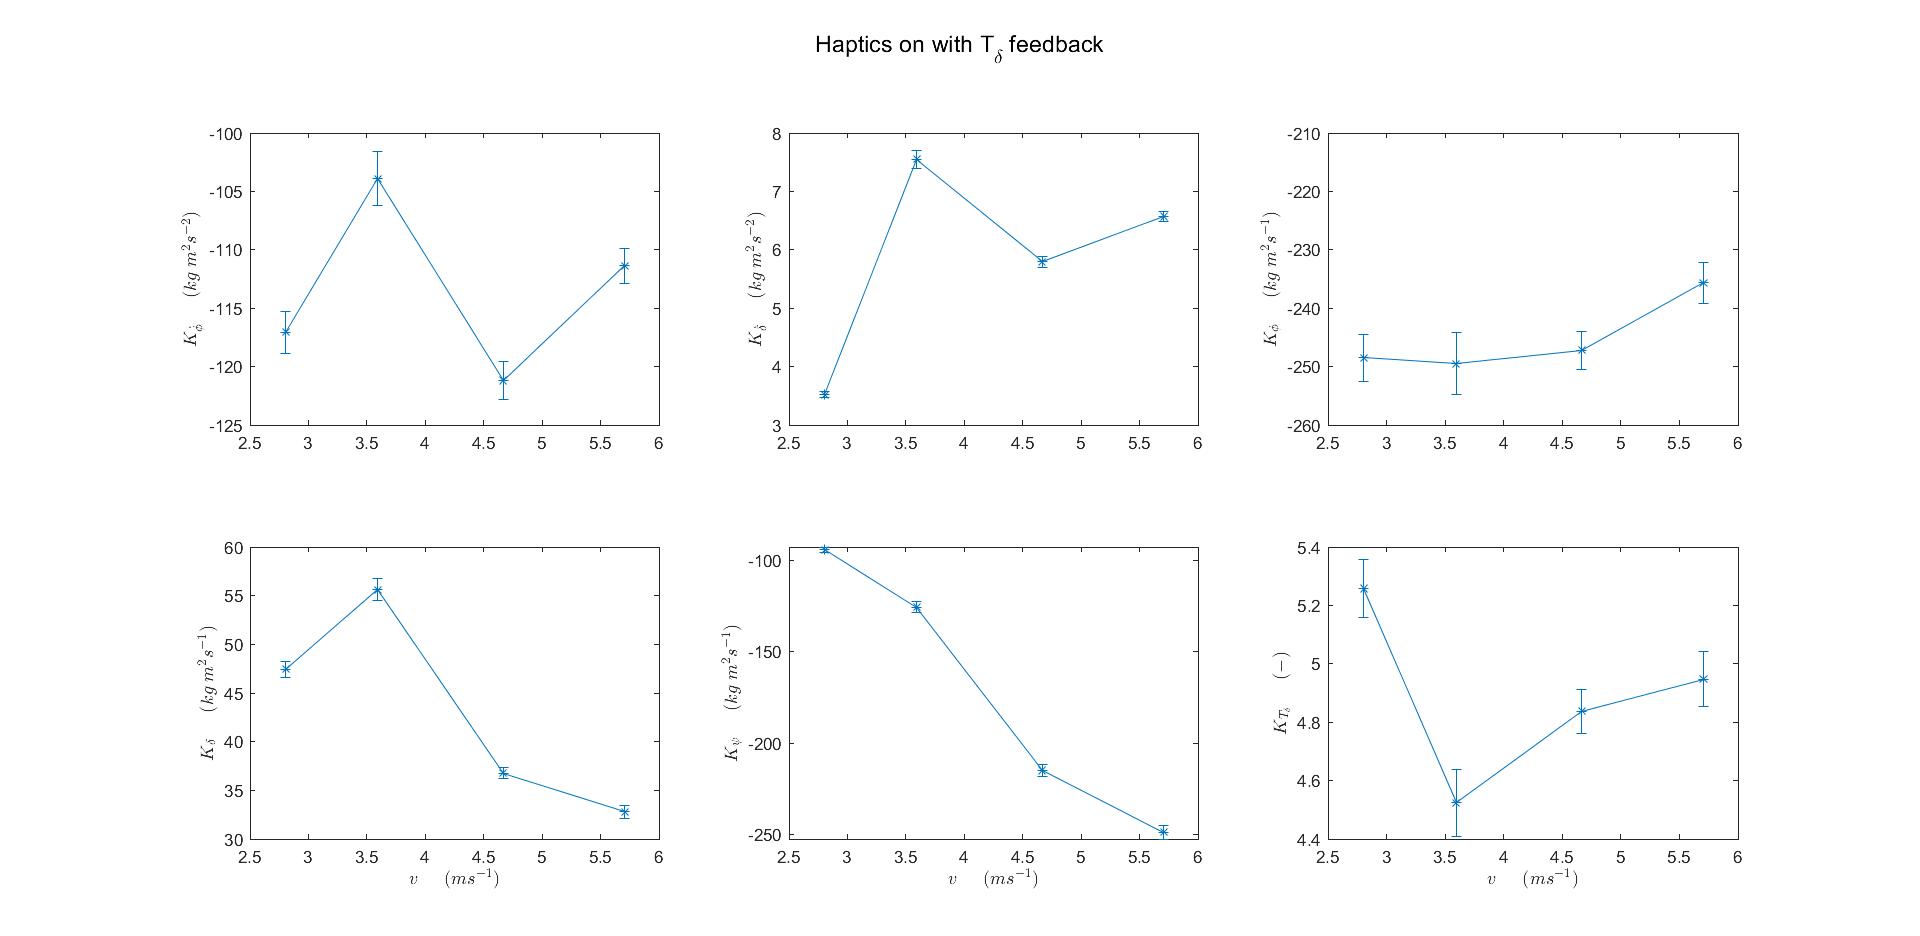 Haptics on with T_δ feedback
K_φ̇ (kg m²s⁻²)
-100
-105
-110
-115
-120
-125
2.5 3 3.5 4 4.5 5 5.5 6
K_δ̇ (kg m²s⁻²)
8
7
6
5
4
3
2.5 3 3.5 4 4.5 5 5.5 6
K_φ (kg m²s⁻¹)
-210
-220
-230
-240
-250
-260
2.5 3 3.5 4 4.5 5 5.5 6
K_δ (kg m²s⁻¹)
60
55
50
45
40
35
30
2.5 3 3.5 4 4.5 5 5.5 6
v (ms⁻¹)
K_ψ (kg m²s⁻¹)
-100
-150
-200
-250
2.5 3 3.5 4 4.5 5 5.5 6
v (ms⁻¹)
K_T_δ (−)
5.4
5.2
5
4.8
4.6
4.4
2.5 3 3.5 4 4.5 5 5.5 6
v (ms⁻¹)